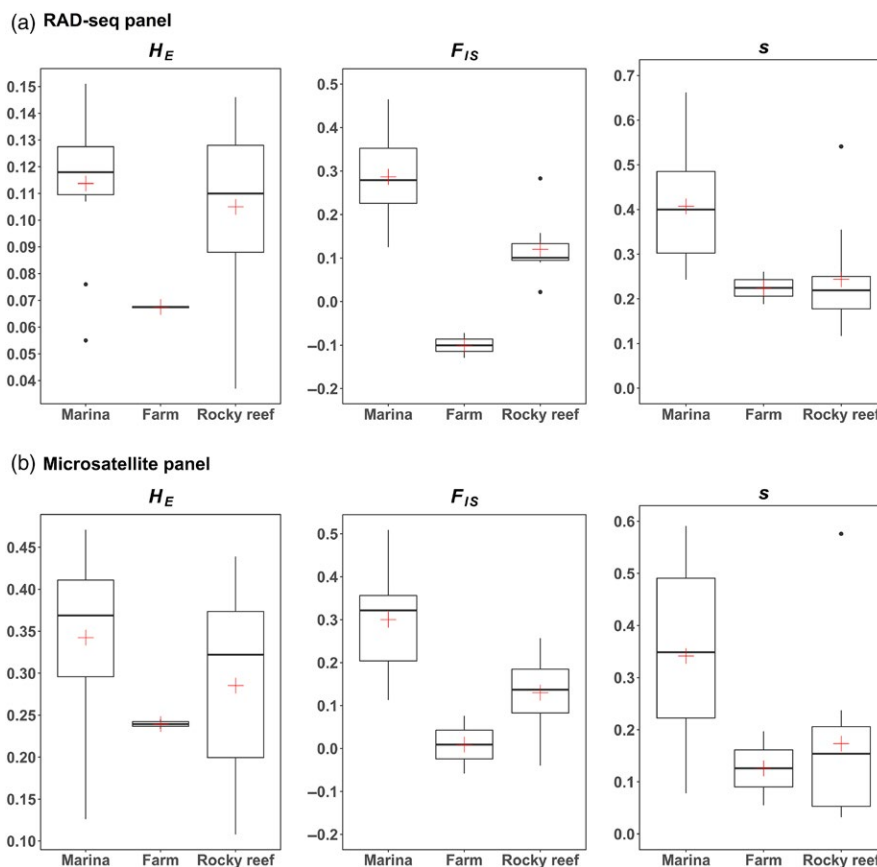 (a) RAD-seq panel
H_E F_IS s
0.15 0.14 0.13 0.12 0.11 0.10 0.09 0.08 0.07 0.06 0.05 0.04
0.5 0.4 0.3 0.2 0.1 0.0 –0.1 –0.2
0.7 0.6 0.5 0.4 0.3 0.2 0.1 0.0
Marina Farm Rocky reef Marina Farm Rocky reef Marina Farm Rocky reef
(b) Microsatellite panel
H_E F_IS s
0.45 0.40 0.35 0.30 0.25 0.20 0.15 0.10
0.5 0.4 0.3 0.2 0.1 0.0 –0.1 –0.2
0.6 0.5 0.4 0.3 0.2 0.1 0.0
Marina Farm Rocky reef Marina Farm Rocky reef Marina Farm Rocky reef